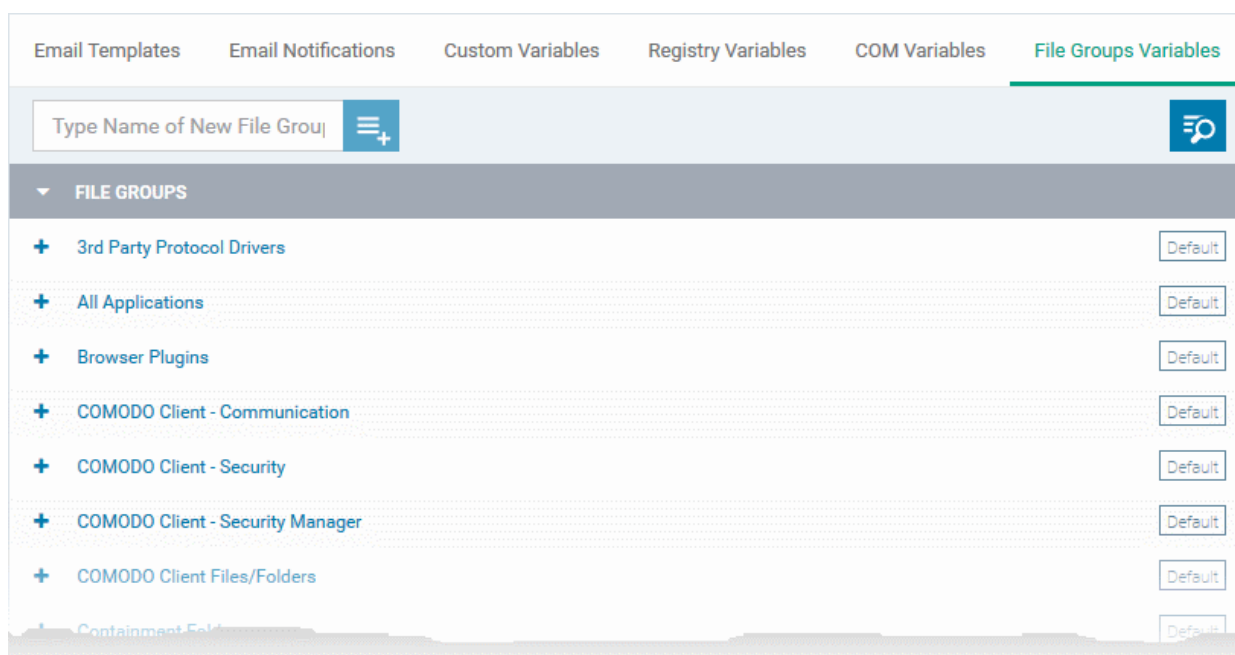 Email Templates Email Notifications Custom Variables Registry Variables COM Variables File Groups Variables
Type Name of New File Grou
FILE GROUPS
3rd Party Protocol Drivers Default
All Applications Default
Browser Plugins Default
COMODO Client - Communication Default
COMODO Client - Security Default
COMODO Client - Security Manager Default
COMODO Client Files/Folders Default
Containment Default